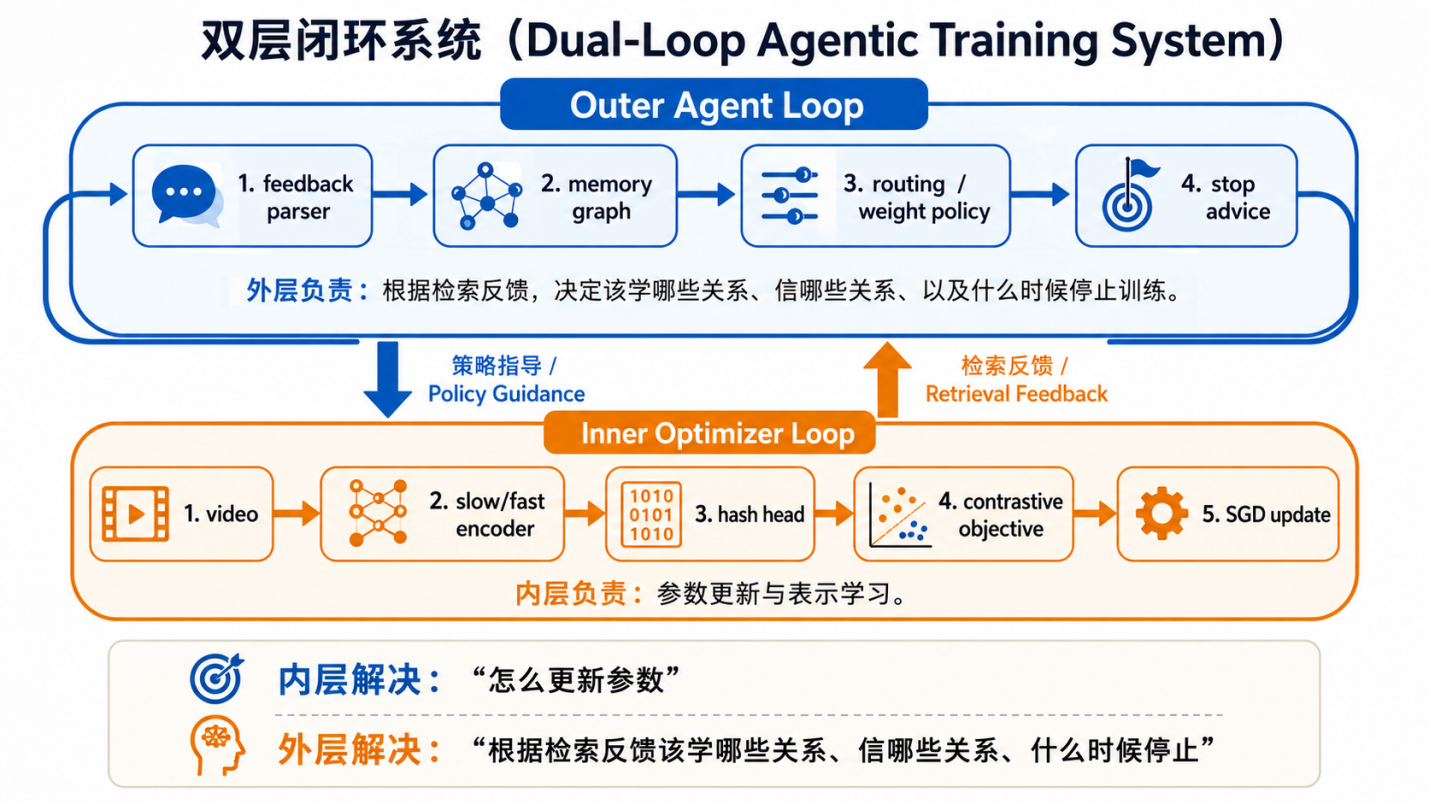 双层闭环系统（Dual-Loop Agentic Training System）
Outer Agent Loop
1. feedback
parser
2. memory
graph
3. routing /
weight policy
4. stop
advice
外层负责：根据检索反馈，决定该学哪些关系、信哪些关系、以及什么时候停止训练。
策略指导 /
Policy Guidance
检索反馈 /
Retrieval Feedback
Inner Optimizer Loop
1. video
2. slow/fast
encoder
1010
0101
1010
3. hash head
4. contrastive
objective
5. SGD update
内层负责：参数更新与表示学习。
内层解决：“怎么更新参数”
外层解决：“根据检索反馈该学哪些关系、信哪些关系、什么时候停止”